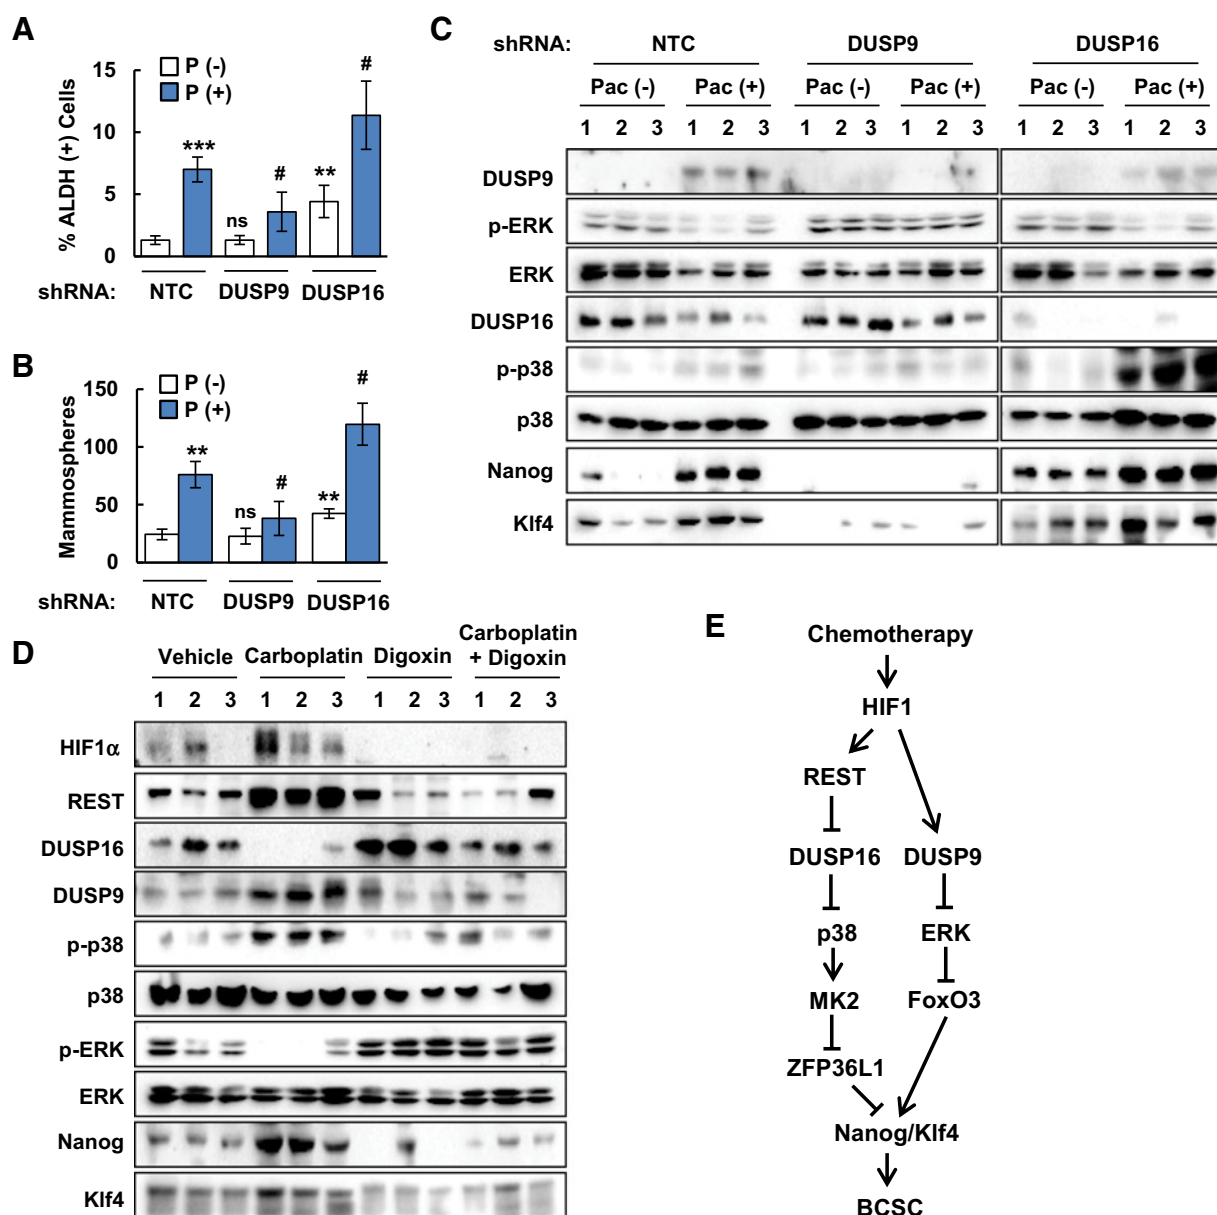 A
% ALDH (+) Cells
15
10
5
0
P (-)
P (+)
***
ns
#
**
#
shRNA: NTC DUSP9 DUSP16
B
Mammospheres
150
100
50
0
P (-)
P (+)
**
ns
#
**
#
shRNA: NTC DUSP9 DUSP16
C
shRNA: NTC DUSP9 DUSP16
Pac (-) Pac (+) Pac (-) Pac (+) Pac (-) Pac (+)
1 2 3 1 2 3 1 2 3 1 2 3 1 2 3 1 2 3
DUSP9
p-ERK
ERK
DUSP16
p-p38
p38
Nanog
Klf4
D
Vehicle Carboplatin Digoxin Carboplatin
+ Digoxin
1 2 3 1 2 3 1 2 3 1 2 3
HIF1α
REST
DUSP16
DUSP9
p-p38
p38
p-ERK
ERK
Nanog
Klf4
E
Chemotherapy
HIF1
REST
DUSP16 DUSP9
p38 ERK
MK2 FoxO3
ZFP36L1
Nanog/Klf4
BCSC